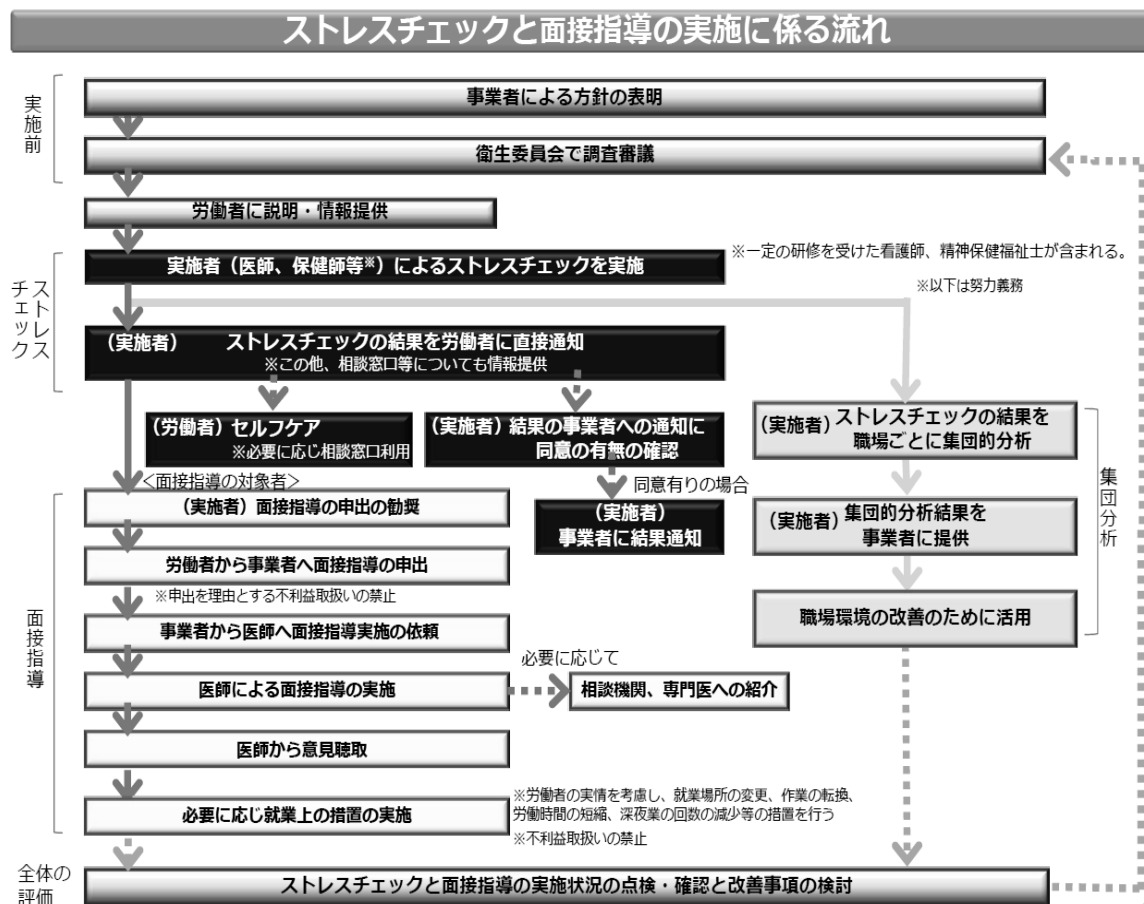 ストレスチェックと面接指導の実施に係る流れ
実施前
事業者による方針の表明
衛生委員会で調査審議
労働者に説明・情報提供
ストレス
チェック
実施者（医師、保健師等※）によるストレスチェックを実施
※一定の研修を受けた看護師、精神保健福祉士が含まれる。
※以下は努力義務
（実施者）　ストレスチェックの結果を労働者に直接通知
※この他、相談窓口等についても情報提供
（労働者）セルフケア
※必要に応じ相談窓口利用
（実施者）結果の事業者への通知に
同意の有無の確認
同意有りの場合
（実施者）
事業者に結果通知
（実施者）ストレスチェックの結果を
職場ごとに集団的分析
（実施者）集団的分析結果を
事業者に提供
職場環境の改善のために活用
集団分析
＜面接指導の対象者＞
面接指導
（実施者）面接指導の申出の勧奨
労働者から事業者へ面接指導の申出
※申出を理由とする不利益取扱いの禁止
事業者から医師へ面接指導実施の依頼
医師による面接指導の実施
必要に応じて
相談機関、専門医への紹介
医師から意見聴取
必要に応じ就業上の措置の実施
※労働者の実情を考慮し、就業場所の変更、作業の転換、
労働時間の短縮、深夜業の回数の減少等の措置を行う
※不利益取扱いの禁止
全体の
評価
ストレスチェックと面接指導の実施状況の点検・確認と改善事項の検討